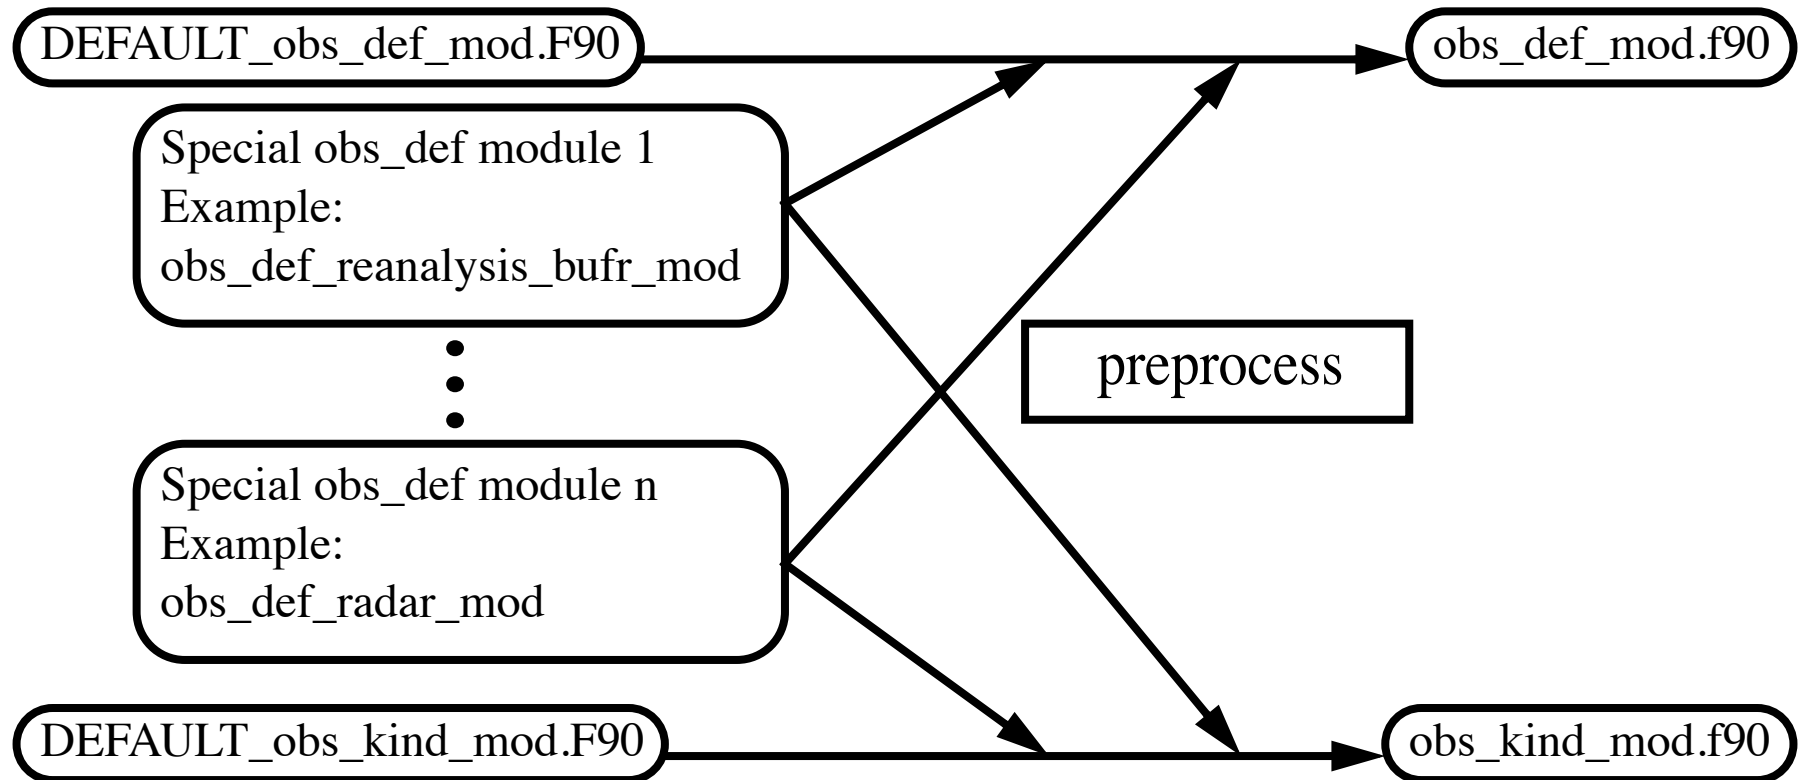 DEFAULT_obs_def_mod.F90
obs_def_mod.f90
Special obs_def module 1
Example:
obs_def_reanalysis_bufr_mod
preprocess
Special obs_def module n
Example:
obs_def_radar_mod
DEFAULT_obs_kind_mod.F90
obs_kind_mod.f90